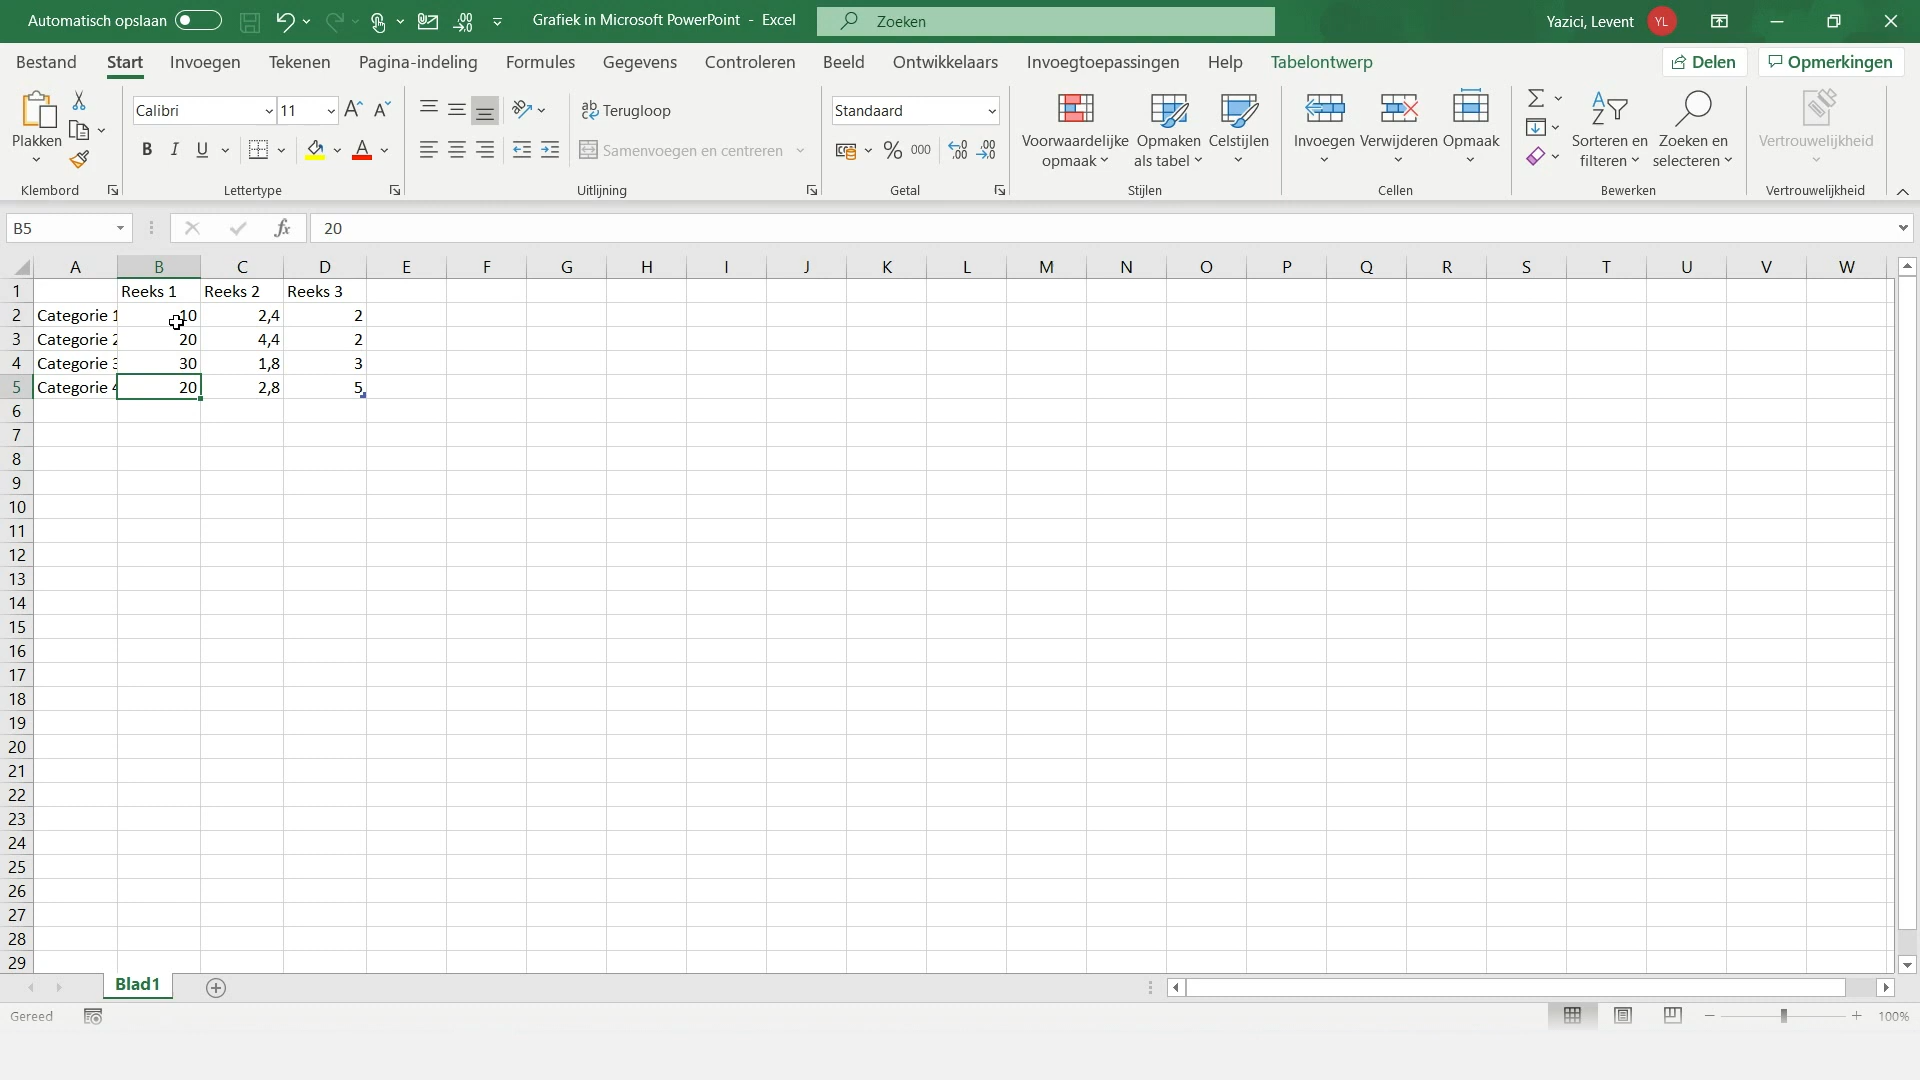 Automatisch opslaan Grafiek in Microsoft PowerPoint - Excel Zoeken Yazici, Levent YL
Bestand Start Invoegen Tekenen Pagina-indeling Formules Gegevens Controleren Beeld Ontwikkelaars Invoegtoepassingen Help Tabelontwerp Delen Opmerkingen
Plakken
Calibri 11
B I U
ab Terugloop
Samenvoegen en centreren
Standaard
% 000
Voorwaardelijke opmaak
Opmaken als tabel
Celstijlen
Invoegen Verwijderen Opmaak
Sorteren en filteren
Zoeken en selecteren
Vertrouwelijkheid
Klembord Lettertype Uitlijning Getal Stijlen Cellen Bewerken Vertrouwelijkheid
B5 fx 20
A B C D E F G H I J K L M N O P Q R S T U V W
1 Reeks 1 Reeks 2 Reeks 3
2 Categorie 1 10 2,4 2
3 Categorie 2 20 4,4 2
4 Categorie 3 30 1,8 3
5 Categorie 4 20 2,8 5
6
7
8
9
10
11
12
13
14
15
16
17
18
19
20
21
22
23
24
25
26
27
28
29
Blad1
Gereed 100%